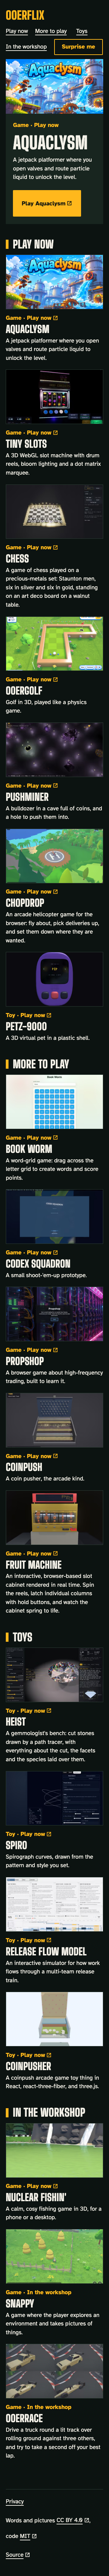 OOERFLIX
Play now
More to play
Toys
In the workshop
Surprise me
AQUACLYSM
Game - Play now
AQUACLYSM
A jetpack platformer where you
open valves and route particle
liquid to unlock the level.
Play Aquaclysm
PLAY NOW
AQUACLYSM
Game - Play now
AQUACLYSM
A jetpack platformer where you open
valves and route particle liquid to
unlock the level.
Game - Play now
TINY SLOTS
A 3D WebGL slot machine with drum
reels, bloom lighting and a dot matrix
marquee.
Game - Play now
CHESS
A game of chess played on a
precious-metals set: Staunton men,
six in silver and six in gold, standing
on an art deco board on a walnut
table.
Game - Play now
OOERGOLF
Golf in 3D, played like a physics
game.
Game - Play now
PUSHMINER
A bulldozer in a cave full of coins, and
a hole to push them into.
Game - Play now
CHOPDROP
An arcade helicopter game for the
browser: fly about, pick deliveries up,
and set them down where they are
wanted.
Toy - Play now
PETZ-9000
A 3D virtual pet in a plastic shell.
MORE TO PLAY
Book Worm
Game - Play now
BOOK WORM
A word-grid game: drag across the
letter grid to create words and score
points.
Game - Play now
CODEX SQUADRON
A small shoot-'em-up prototype.
Propshop
Game - Play now
PROPSHOP
A browser game about high-frequency
trading, built to learn it.
Game - Play now
COINPUSH
A coin pusher, the arcade kind.
Game - Play now
FRUIT MACHINE
An interactive, browser-based slot
cabinet rendered in real time. Spin
the reels, hold individual columns
with hold buttons, and watch the
cabinet spring to life.
TOYS
Toy - Play now
HEIST
A gemmologist's bench: cut stones
drawn by a path tracer, with
everything about the cut, the facets
and the species laid over them.
Toy - Play now
SPIRO
Spirograph curves, drawn from the
pattern and style you set.
Toy - Play now
RELEASE FLOW MODEL
An interactive simulator for how work
flows through a multi-team release
train.
Toy - Play now
COINPUSHER
A coinpush arcade game toy thing in
React, react-three-fiber, and three.js.
IN THE WORKSHOP
Game - Play now
NUCLEAR FISHIN'
A calm, cosy fishing game in 3D, for a
phone or a desktop.
Game - In the workshop
SNAPPY
A game where the player explores an
environment and takes pictures of
things.
Game - In the workshop
OOERRACE
Drive a truck round a lit track over
rolling ground against three others,
and try to take a second off your best
lap.
Privacy
Words and pictures CC BY 4.0,
code MIT
Source